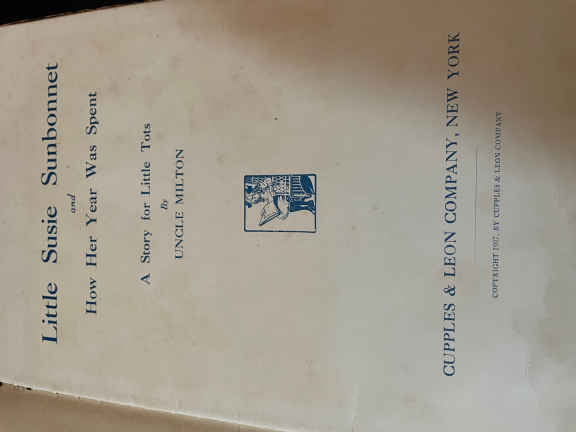 Little Susie Sunbonnet
and
How Her Year Was Spent
A Story for Little Tots
By
UNCLE MILTON
CUPPLES & LEON COMPANY, NEW YORK
COPYRIGHT 1907, BY CUPPLES & LEON COMPANY